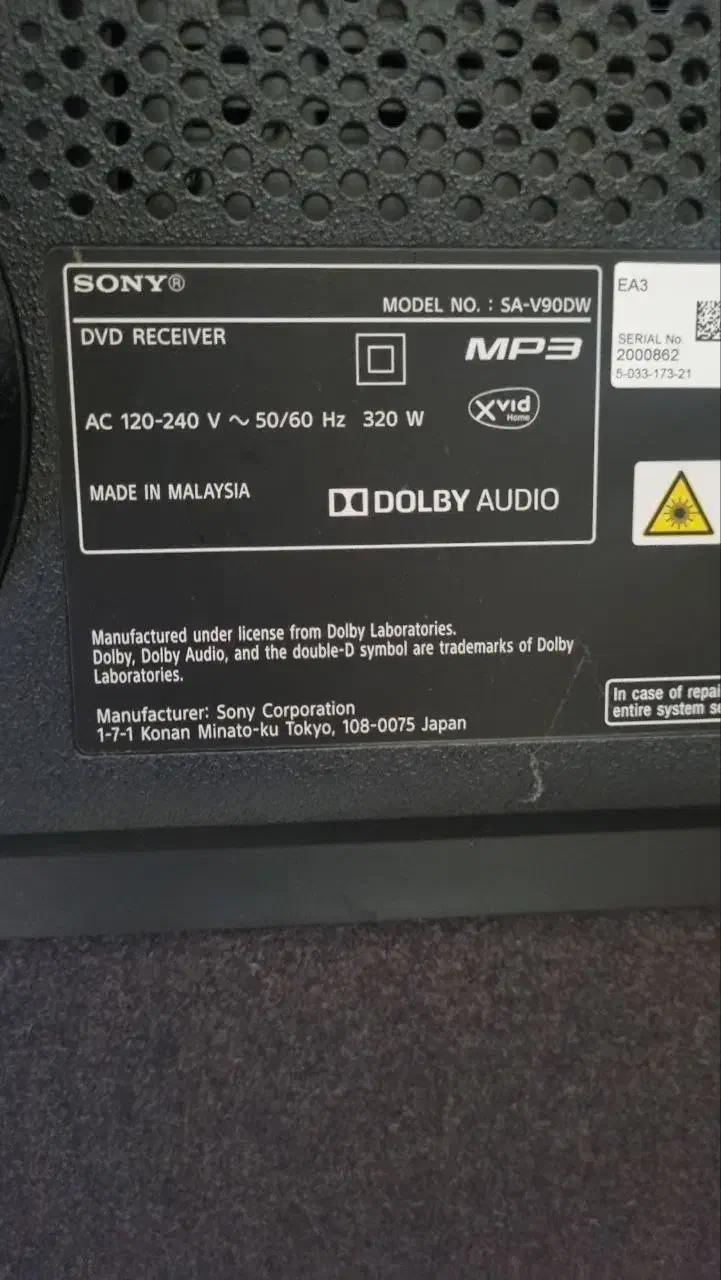 SONY®
MODEL NO. : SA-V90DW
DVD RECEIVER
MP3
AC 120-240 V ~ 50/60 Hz 320 W
XviD
Home
MADE IN MALAYSIA
DOLBY AUDIO
EA3
SERIAL No.
2000862
5-033-173-21
Manufactured under license from Dolby Laboratories.
Dolby, Dolby Audio, and the double-D symbol are trademarks of Dolby
Laboratories.
Manufacturer: Sony Corporation
1-7-1 Konan Minato-ku Tokyo, 108-0075 Japan
In case of
entire system